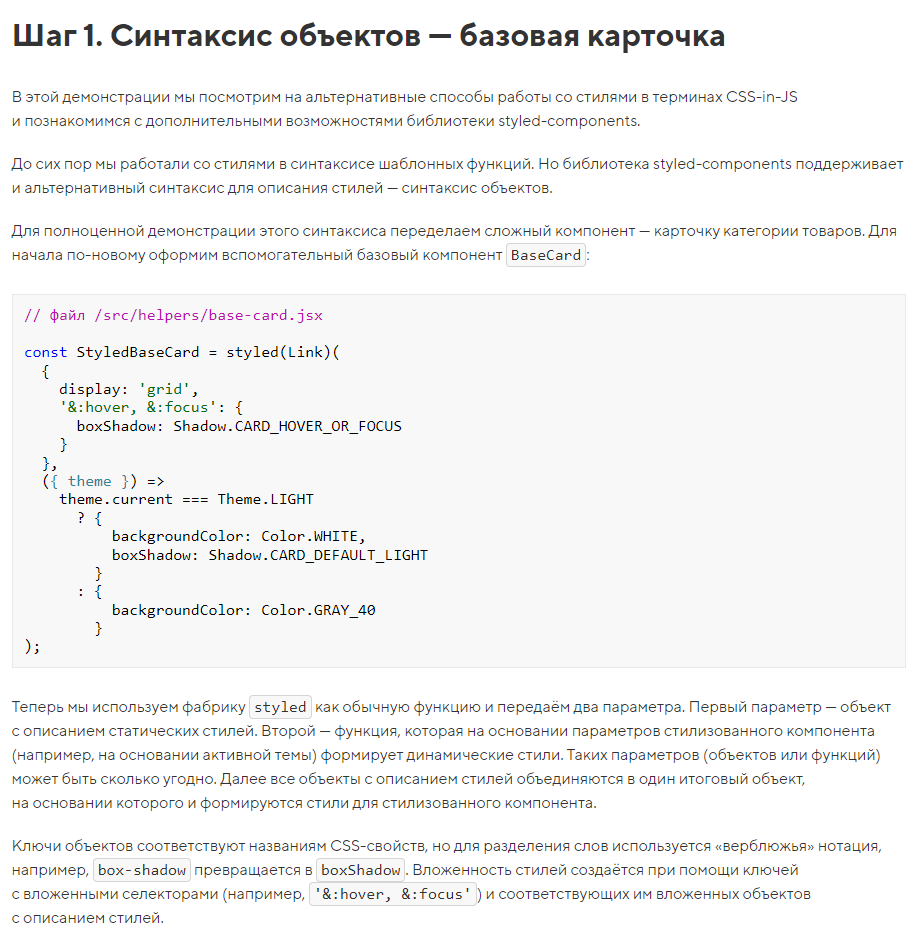 Шаг 1. Синтаксис объектов — базовая карточка
В этой демонстрации мы посмотрим на альтернативные способы работы со стилями в терминах CSS-in-JS
и познакомимся с дополнительными возможностями библиотеки styled-components.
До сих пор мы работали со стилями в синтаксисе шаблонных функций. Но библиотека styled-components поддерживает
и альтернативный синтаксис для описания стилей — синтаксис объектов.
Для полноценной демонстрации этого синтаксиса переделаем сложный компонент — карточку категории товаров. Для
начала по-новому оформим вспомогательный базовый компонент BaseCard:
// файл /src/helpers/base-card.jsx
const StyledBaseCard = styled(Link)(
  {
    display: 'grid',
    '&:hover, &:focus': {
      boxShadow: Shadow.CARD_HOVER_OR_FOCUS
    }
  },
  ({ theme }) =>
    theme.current === Theme.LIGHT
      ? {
          backgroundColor: Color.WHITE,
          boxShadow: Shadow.CARD_DEFAULT_LIGHT
        }
      : {
          backgroundColor: Color.GRAY_40
        }
);
Теперь мы используем фабрику styled как обычную функцию и передаём два параметра. Первый параметр — объект
с описанием статических стилей. Второй — функция, которая на основании параметров стилизованного компонента
(например, на основании активной темы) формирует динамические стили. Таких параметров (объектов или функций)
может быть сколько угодно. Далее все объекты с описанием стилей объединяются в один итоговый объект,
на основании которого и формируются стили для стилизованного компонента.
Ключи объектов соответствуют названиям CSS-свойств, но для разделения слов используется «верблюжья» нотация,
например, box-shadow превращается в boxShadow. Вложенность стилей создаётся при помощи ключей
с вложенными селекторами (например, '&:hover, &:focus') и соответствующих им вложенных объектов
с описанием стилей.